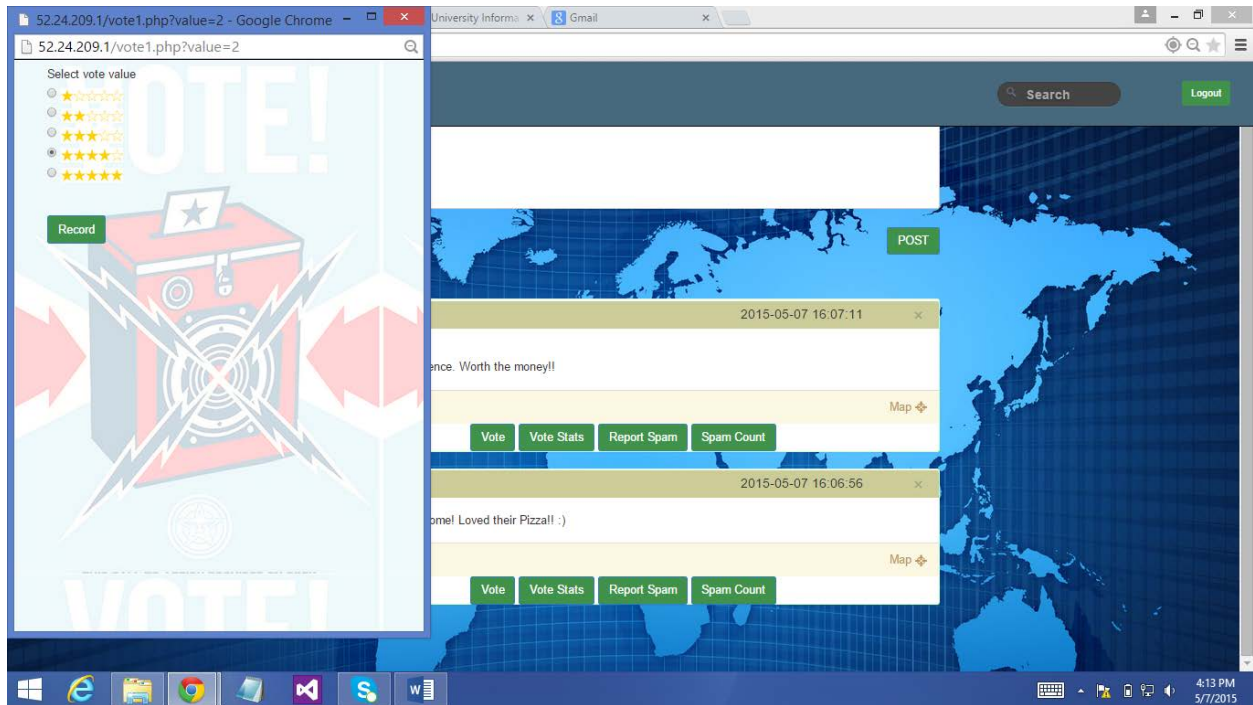 52.24.209.1/vote1.php?value=2 - Google Chrome
University Informa
Gmail
52.24.209.1/vote1.php?value=2
Select vote value
VOTE!
Record
Search
Logout
POST
2015-05-07 16:07:11
ence. Worth the money!!
Map
Vote
Vote Stats
Report Spam
Spam Count
2015-05-07 16:06:56
ome! Loved their Pizza!! :)
Map
Vote
Vote Stats
Report Spam
Spam Count
VOTE!
4:13 PM
5/7/2015